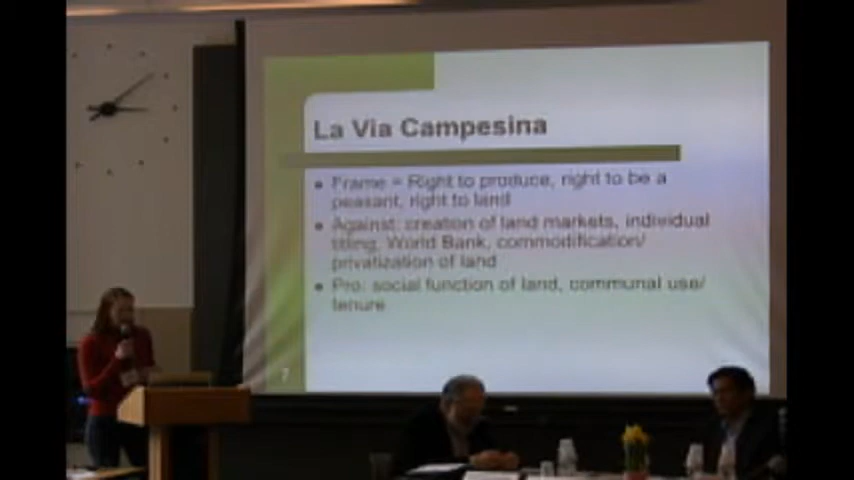 La Via Campesina
Frame = Right to produce, right to be a
peasant, right to land
Against: creation of land markets, individual
titling, World Bank, commodification/
privatization of land
Pro: social function of land, communal use/
tenure
7